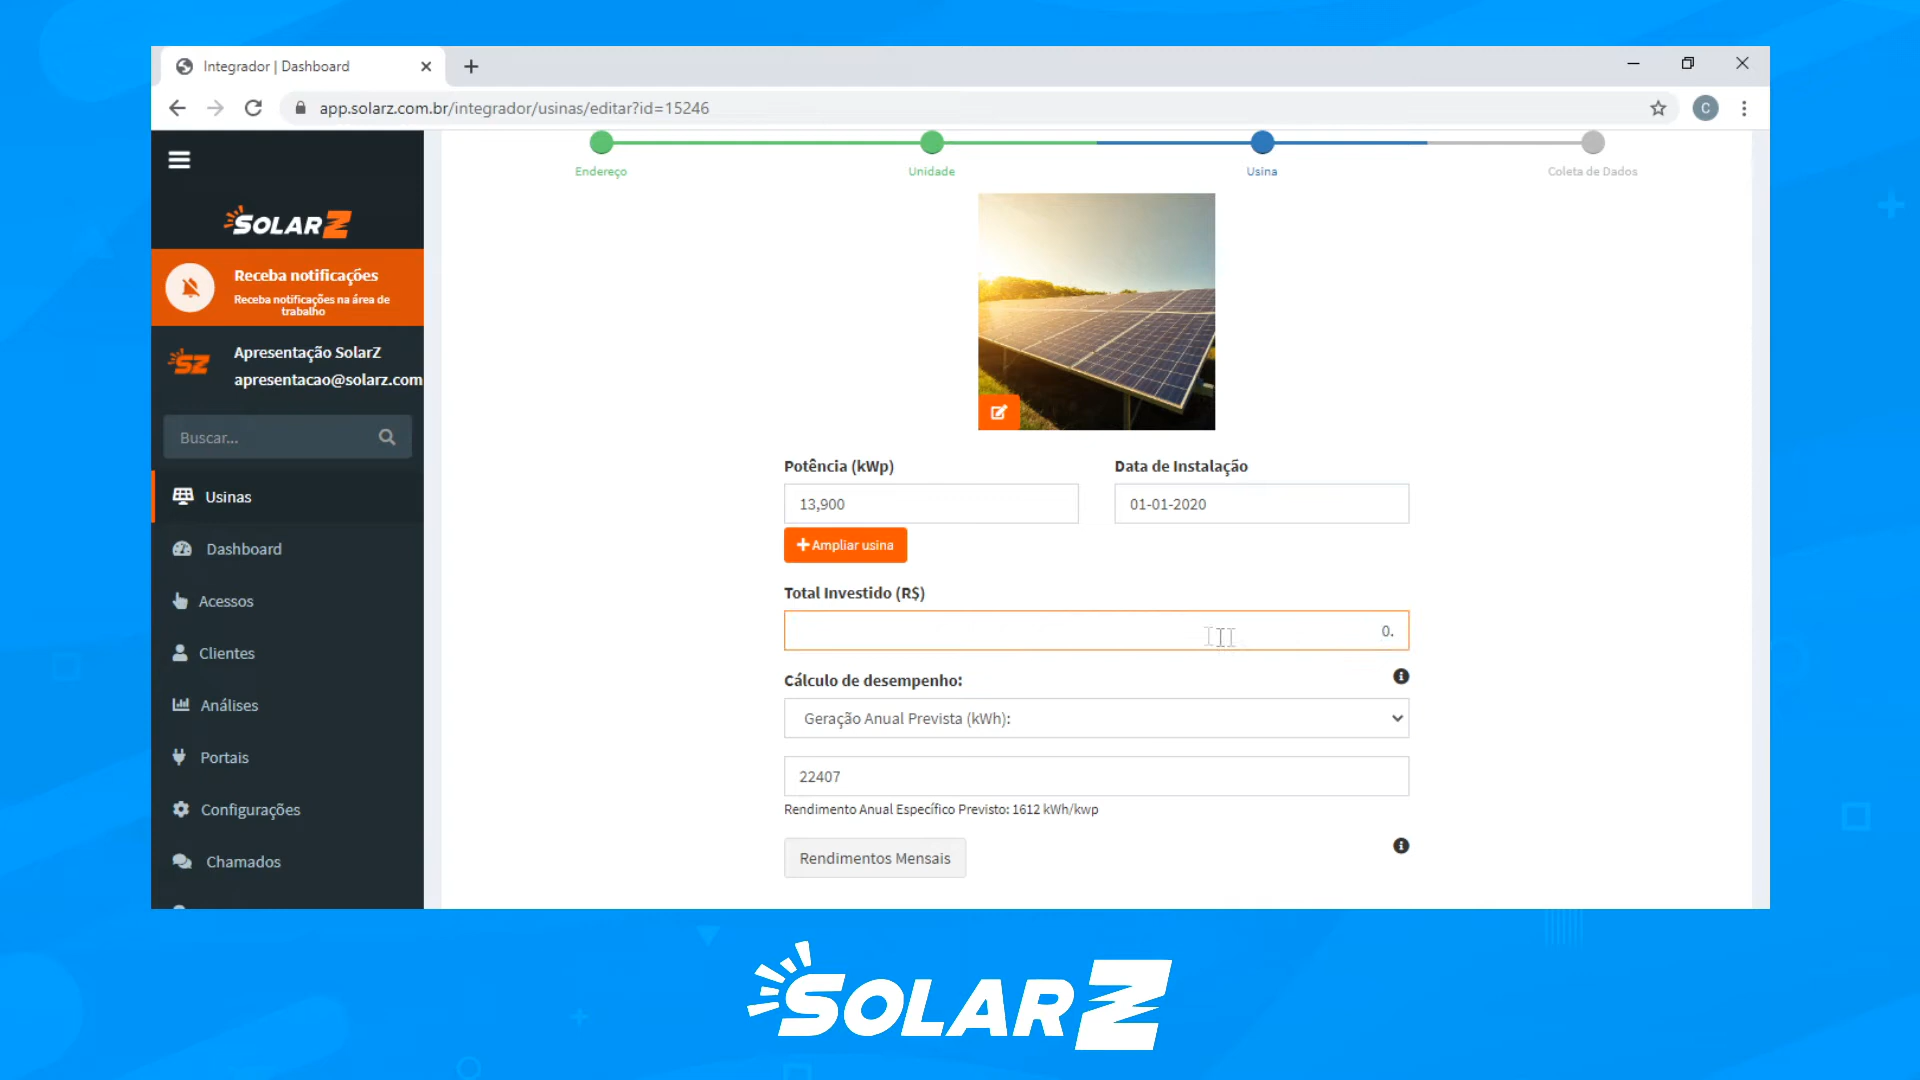 Integrador | Dashboard
app.solarz.com.br/integrador/usinas/editar?id=15246
C
Endereço
Unidade
Usina
Coleta de Dados
SOLARZ
Receba notificações
Receba notificações na área de
trabalho
SZ
Apresentação SolarZ
apresentacao@solarz.com
Buscar...
Usinas
Dashboard
Acessos
Clientes
Análises
Portais
Configurações
Chamados
Potência (kWp)
Data de Instalação
13,900
01-01-2020
Ampliar usina
Total Investido (R$)
0.
Cálculo de desempenho:
Geração Anual Prevista (kWh):
22407
Rendimento Anual Específico Previsto: 1612 kWh/kwp
Rendimentos Mensais
SOLARZ